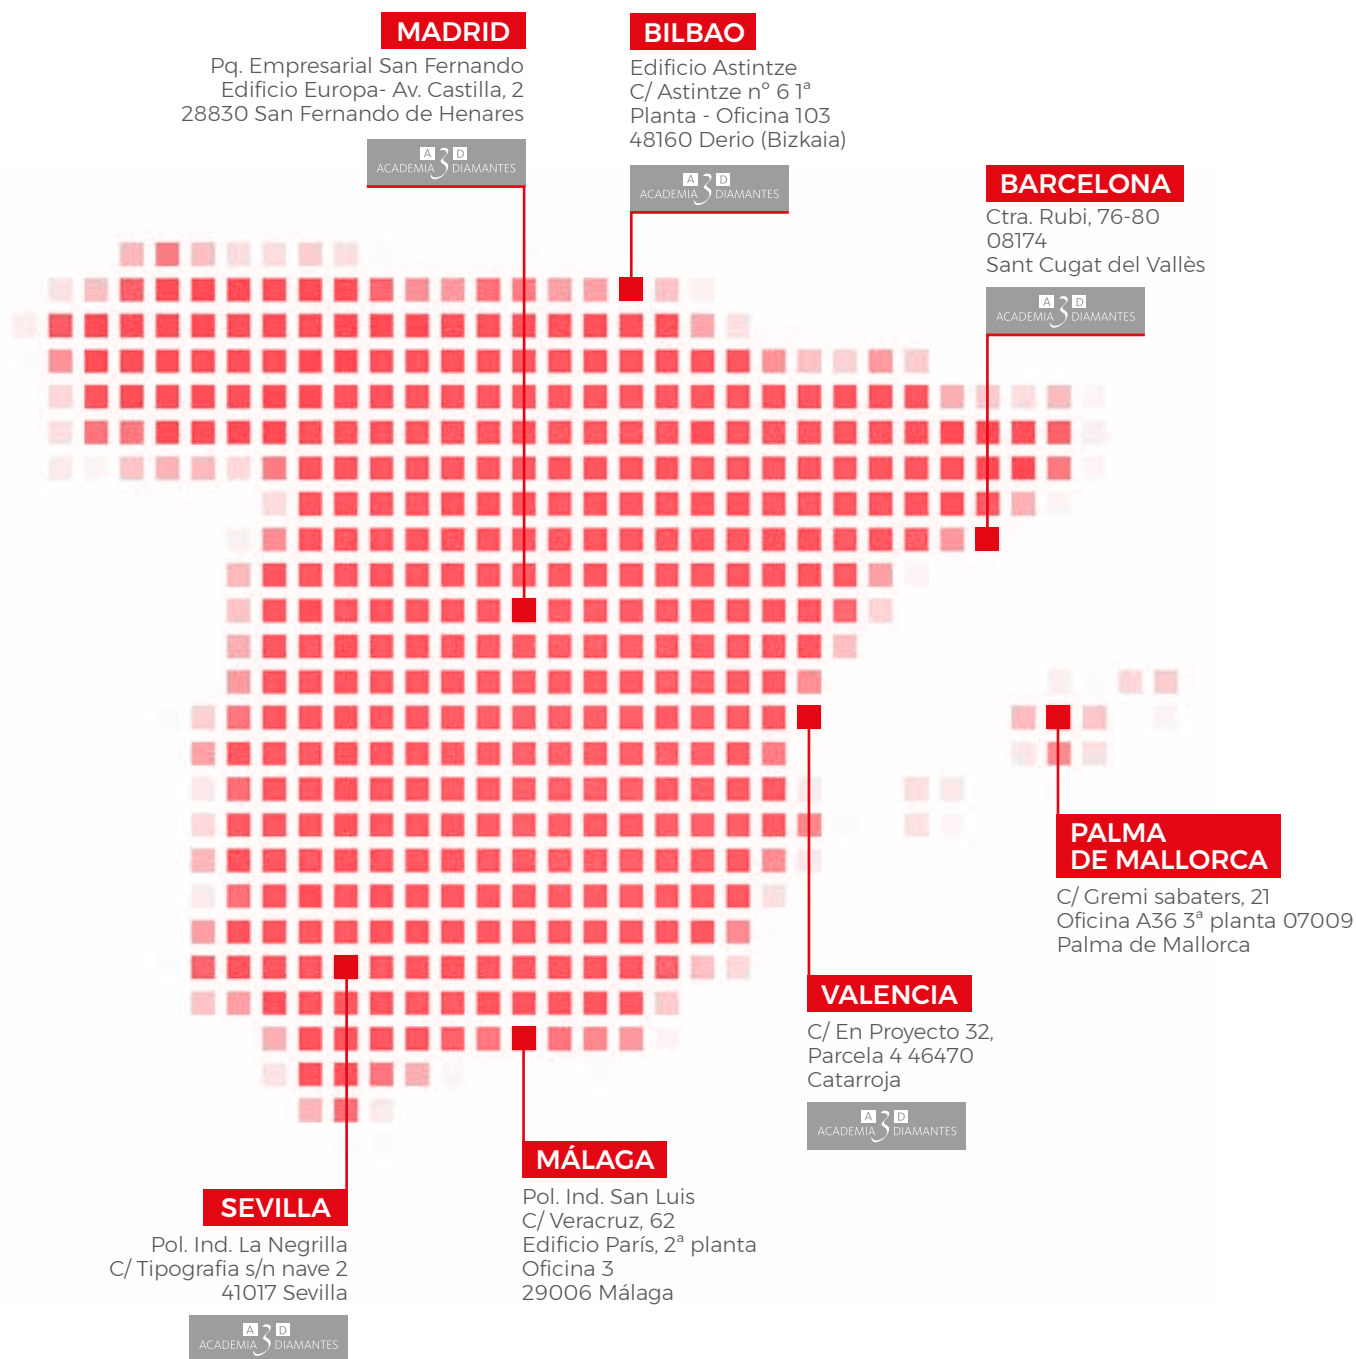 MADRID
Pq. Empresarial San Fernando
Edificio Europa- Av. Castilla, 2
28830 San Fernando de Henares
A 3 D
ACADEMIA DIAMANTES
BILBAO
Edificio Astintze
C/ Astintze nº 6 1ª
Planta - Oficina 103
48160 Derio (Bizkaia)
A 3 D
ACADEMIA DIAMANTES
BARCELONA
Ctra. Rubi, 76-80
08174
Sant Cugat del Vallès
A 3 D
ACADEMIA DIAMANTES
PALMA
DE MALLORCA
C/ Gremi sabaters, 21
Oficina A36 3ª planta 07009
Palma de Mallorca
VALENCIA
C/ En Proyecto 32,
Parcela 4 46470
Catarroja
A 3 D
ACADEMIA DIAMANTES
MÁLAGA
Pol. Ind. San Luis
C/ Veracruz, 62
Edificio París, 2ª planta
Oficina 3
29006 Málaga
SEVILLA
Pol. Ind. La Negrilla
C/ Tipografia s/n nave 2
41017 Sevilla
A 3 D
ACADEMIA DIAMANTES